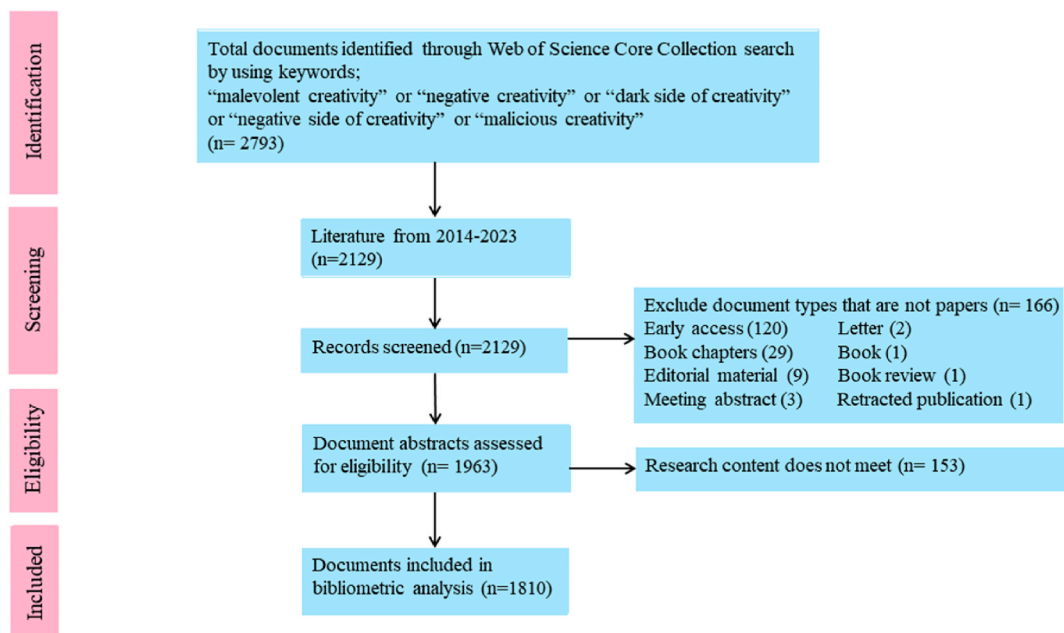 Identification
Total documents identified through Web of Science Core Collection search
by using keywords;
“malevolent creativity” or “negative creativity” or “dark side of creativity”
or “negative side of creativity” or “malicious creativity”
(n= 2793)
Screening
Literature from 2014-2023
(n=2129)
Records screened (n=2129)
Exclude document types that are not papers (n= 166)
Early access (120) Letter (2)
Book chapters (29) Book (1)
Editorial material (9) Book review (1)
Meeting abstract (3) Retracted publication (1)
Eligibility
Document abstracts assessed
for eligibility (n= 1963)
Research content does not meet (n= 153)
Included
Documents included in
bibliometric analysis (n=1810)